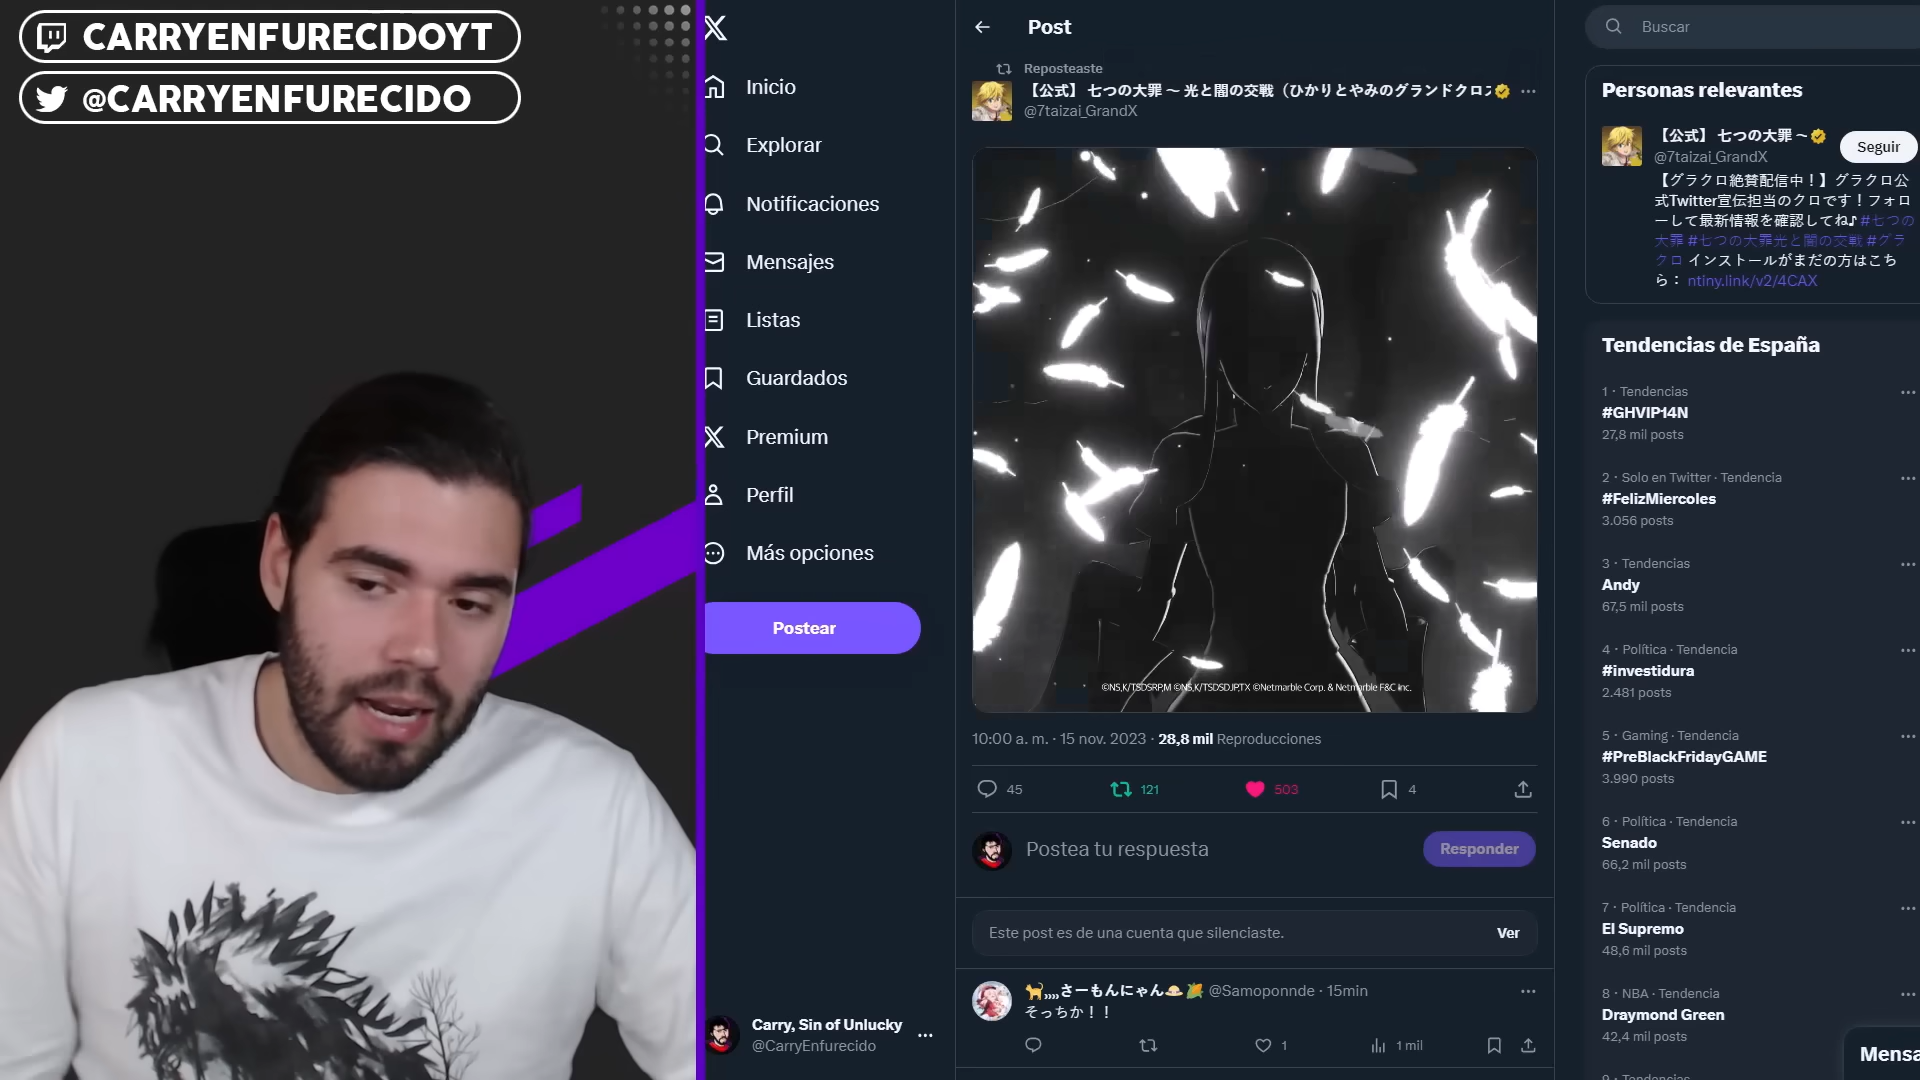 CARRYENFURECIDOYT
@CARRYENFURECIDO
Inicio
Explorar
Notificaciones
Mensajes
Listas
Guardados
Premium
Perfil
Más opciones
Postear
Carry, Sin of Unlucky
@CarryEnfurecido
Post
Reposteaste
【公式】 七つの大罪 ～ 光と闇の交戦（ひかりとやみのグランドクロス
@7taizai_GrandX
©NS,K/TSDSRP,M ©NS,K/TSDSDJP,TX ©Netmarble Corp. & Netmarble F&C Inc.
10:00 a. m. · 15 nov. 2023 · 28,8 mil Reproducciones
45 121 503 4
Postea tu respuesta
Responder
Este post es de una cuenta que silenciaste.
Ver
🐈,,,,さーもんにゃん🍮🌽 @Samoponnde · 15min
そっちか！！
1 1 mil
Buscar
Personas relevantes
【公式】 七つの大罪 ～
@7taizai_GrandX
Seguir
【グラクロ絶賛配信中！】グラクロ公
式Twitter宣伝担当のクロです！フォロ
ーして最新情報を確認してね♪ #七つの
大罪 #七つの大罪光と闇の交戦 #グラ
クロ インストールがまだの方はこち
ら： ntiny.link/v2/4CAX
Tendencias de España
1 · Tendencias
#GHVIP14N
27,8 mil posts
2 · Solo en Twitter · Tendencia
#FelizMiercoles
3.056 posts
3 · Tendencias
Andy
67,5 mil posts
4 · Política · Tendencia
#investidura
2.481 posts
5 · Gaming · Tendencia
#PreBlackFridayGAME
3.990 posts
6 · Política · Tendencia
Senado
66,2 mil posts
7 · Política · Tendencia
El Supremo
48,6 mil posts
8 · NBA · Tendencia
Draymond Green
42,4 mil posts
Mensa
9 · Tendencias